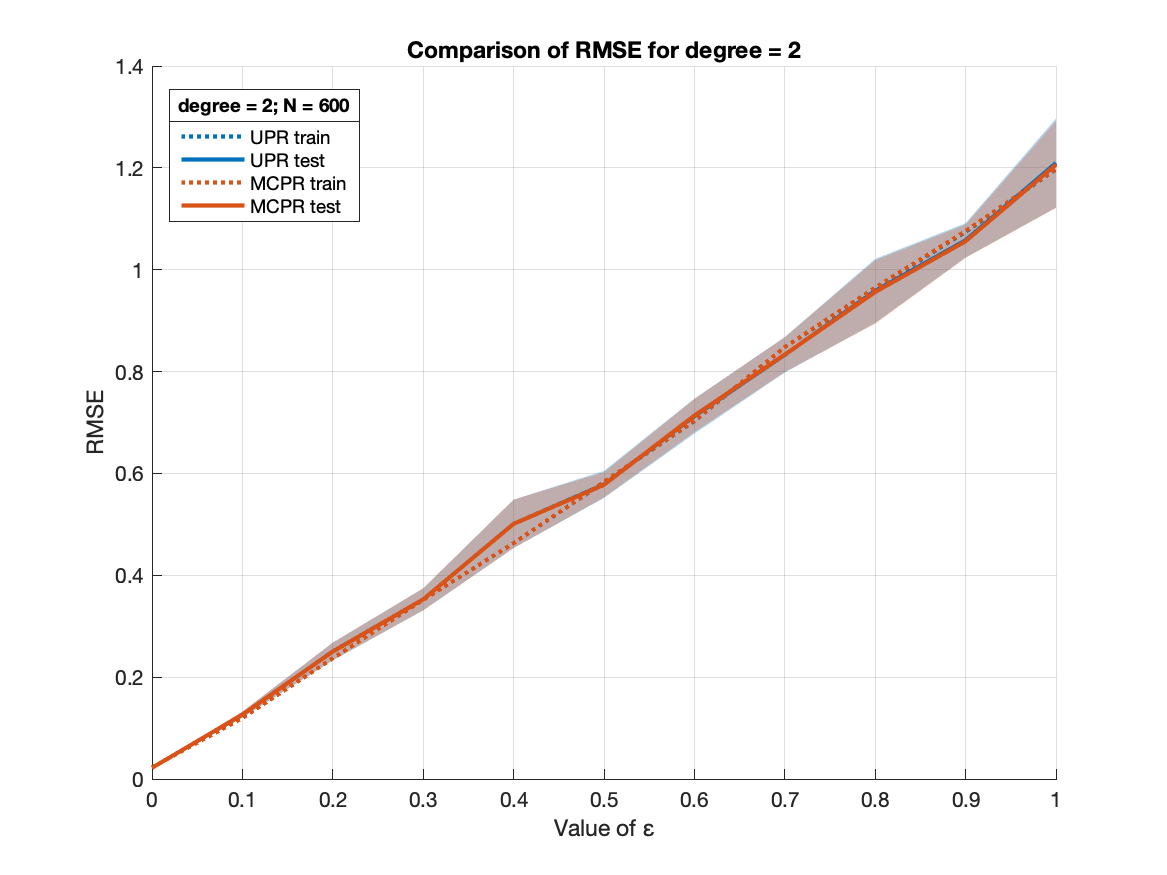 Comparison of RMSE for degree = 2
1.4
1.2
1
0.8
0.6
0.4
0.2
0
RMSE
degree = 2; N = 600
UPR train
UPR test
MCPR train
MCPR test
0 0.1 0.2 0.3 0.4 0.5 0.6 0.7 0.8 0.9 1
Value of ε